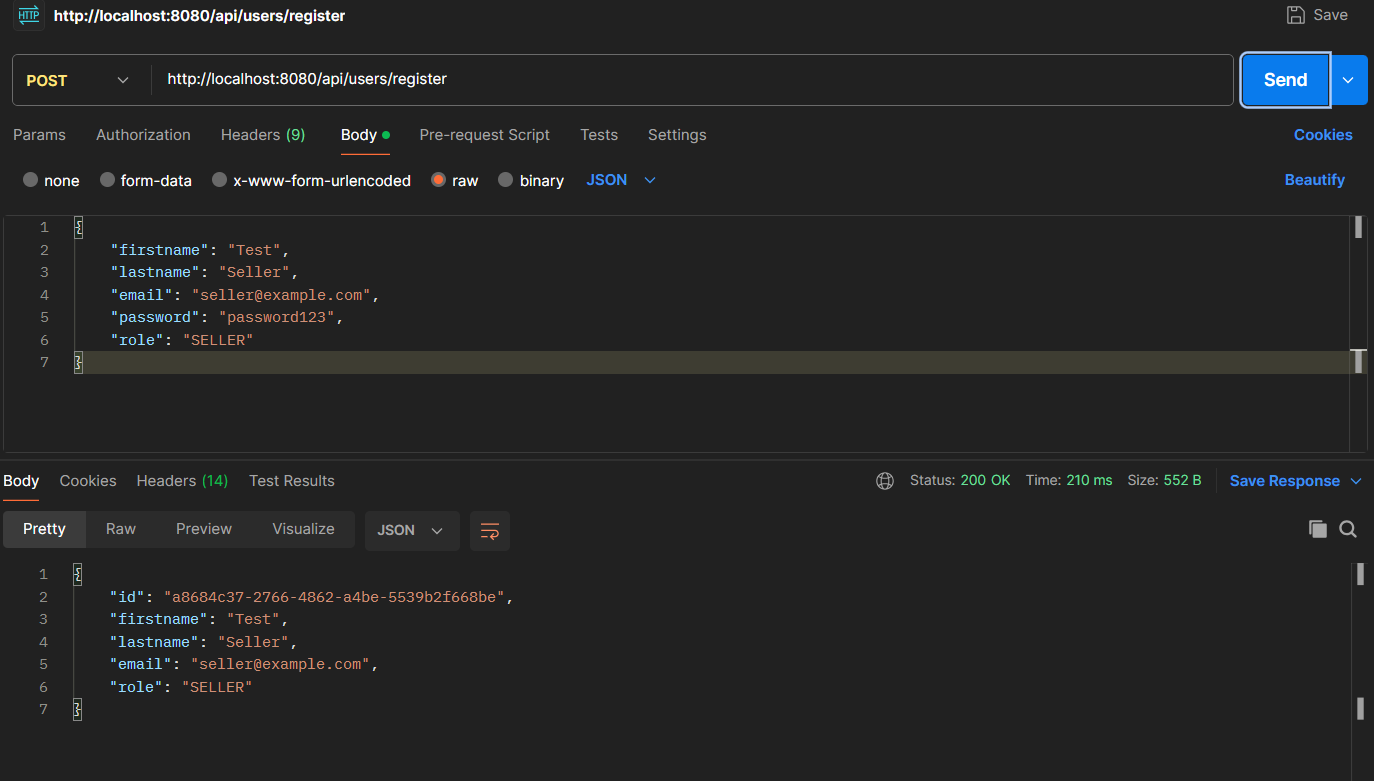 HTTP http://localhost:8080/api/users/register Save
POST http://localhost:8080/api/users/register Send
Params Authorization Headers (9) Body Pre-request Script Tests Settings Cookies
none form-data x-www-form-urlencoded raw binary JSON Beautify
1 {
2 "firstname": "Test",
3 "lastname": "Seller",
4 "email": "seller@example.com",
5 "password": "password123",
6 "role": "SELLER"
7 }
Body Cookies Headers (14) Test Results Status: 200 OK Time: 210 ms Size: 552 B Save Response
Pretty Raw Preview Visualize JSON
1 {
2 "id": "a8684c37-2766-4862-a4be-5539b2f668be",
3 "firstname": "Test",
4 "lastname": "Seller",
5 "email": "seller@example.com",
6 "role": "SELLER"
7 }